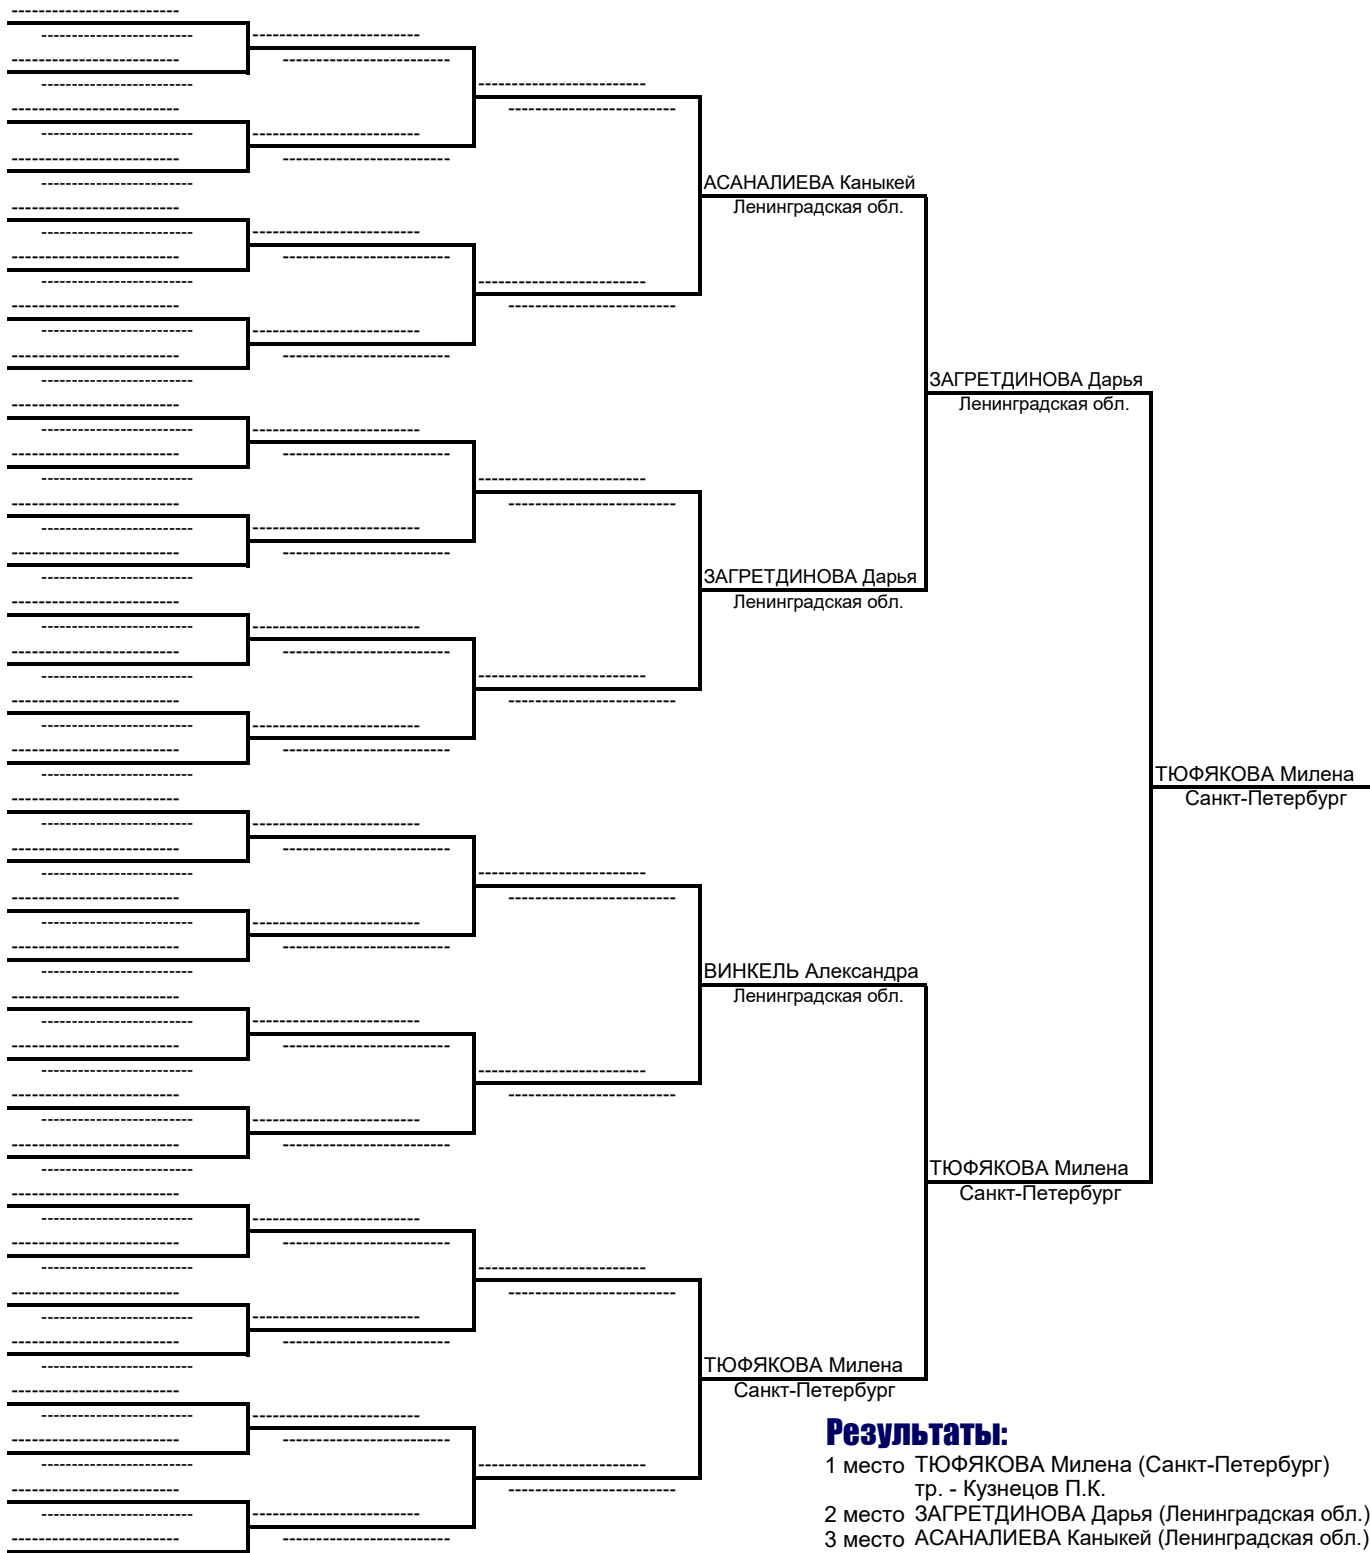 АСАНАЛИЕВА Каныкей
Ленинградская обл.
ЗАГРЕТДИНОВА Дарья
Ленинградская обл.
ЗАГРЕТДИНОВА Дарья
Ленинградская обл.
ТЮФЯКОВА Милена
Санкт-Петербург
ВИНКЕЛЬ Александра
Ленинградская обл.
ТЮФЯКОВА Милена
Санкт-Петербург
ТЮФЯКОВА Милена
Санкт-Петербург
Результаты:
1 место ТЮФЯКОВА Милена (Санкт-Петербург)
тр. - Кузнецов П.К.
2 место ЗАГРЕТДИНОВА Дарья (Ленинградская обл.)
3 место АСАНАЛИЕВА Каныкей (Ленинградская обл.)